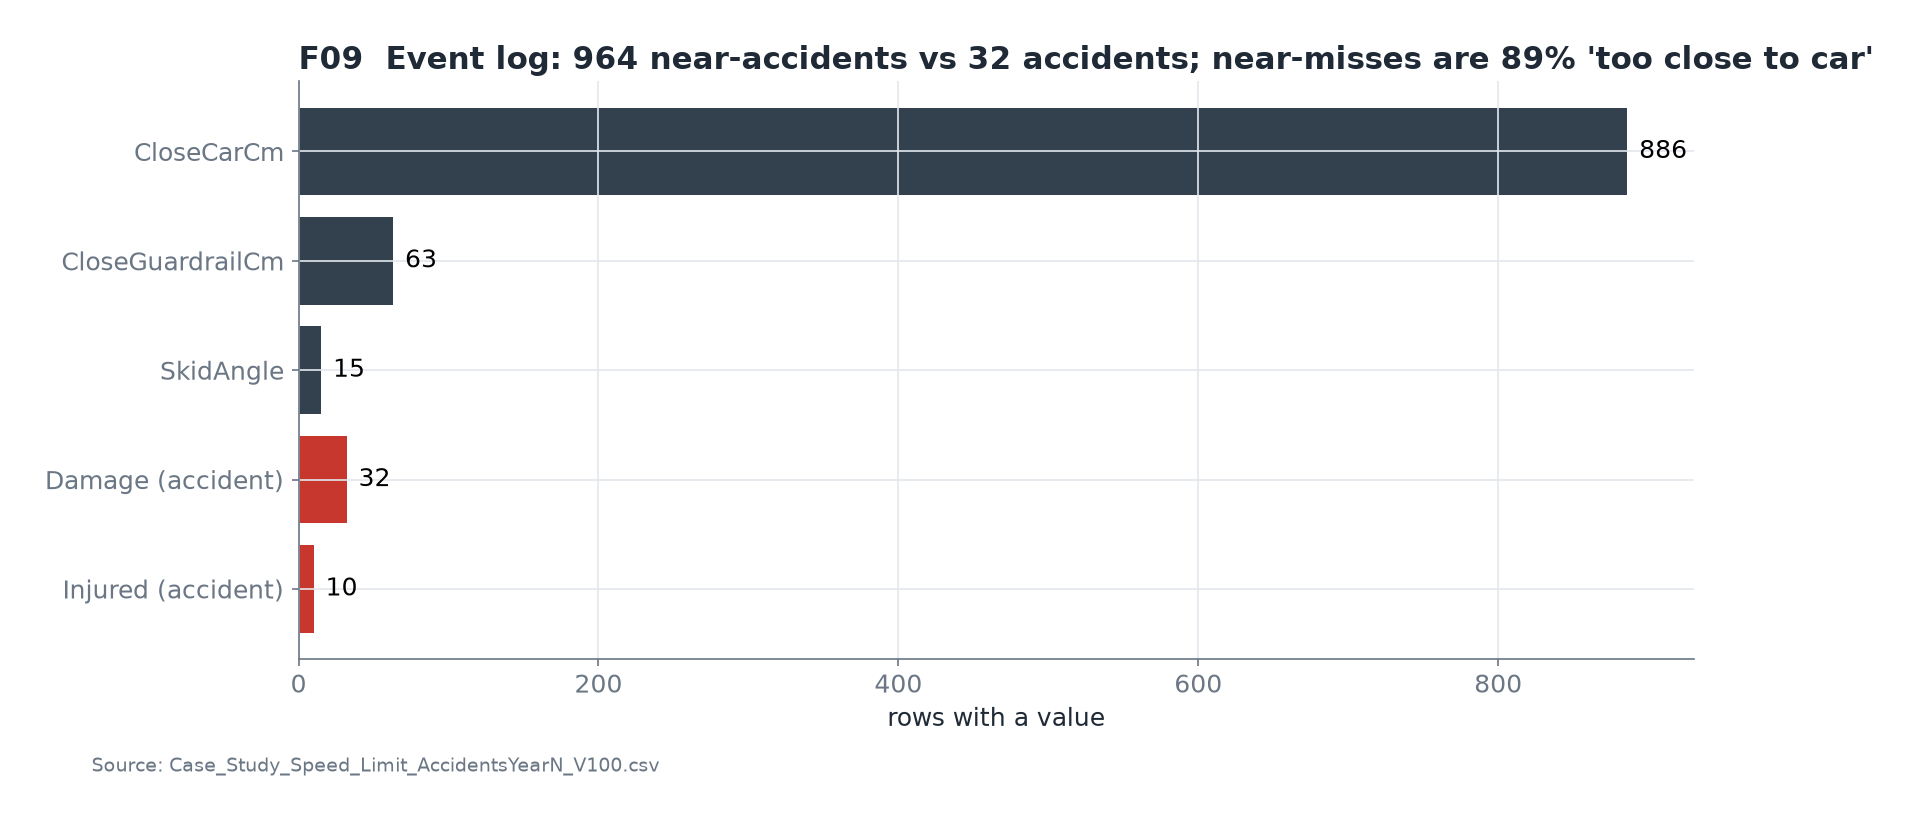 F09  Event log: 964 near-accidents vs 32 accidents; near-misses are 89% 'too close to car'
CloseCarCm
886
CloseGuardrailCm
63
SkidAngle
15
Damage (accident)
32
Injured (accident)
10
0 200 400 600 800
rows with a value
Source: Case_Study_Speed_Limit_AccidentsYearN_V100.csv